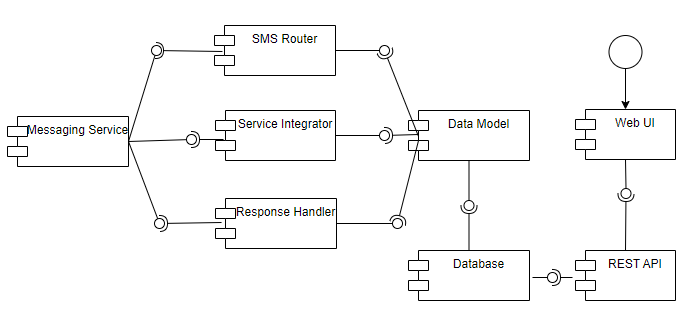 SMS Router
Messaging Service
Service Integrator
Data Model
Web UI
Response Handler
Database
REST API